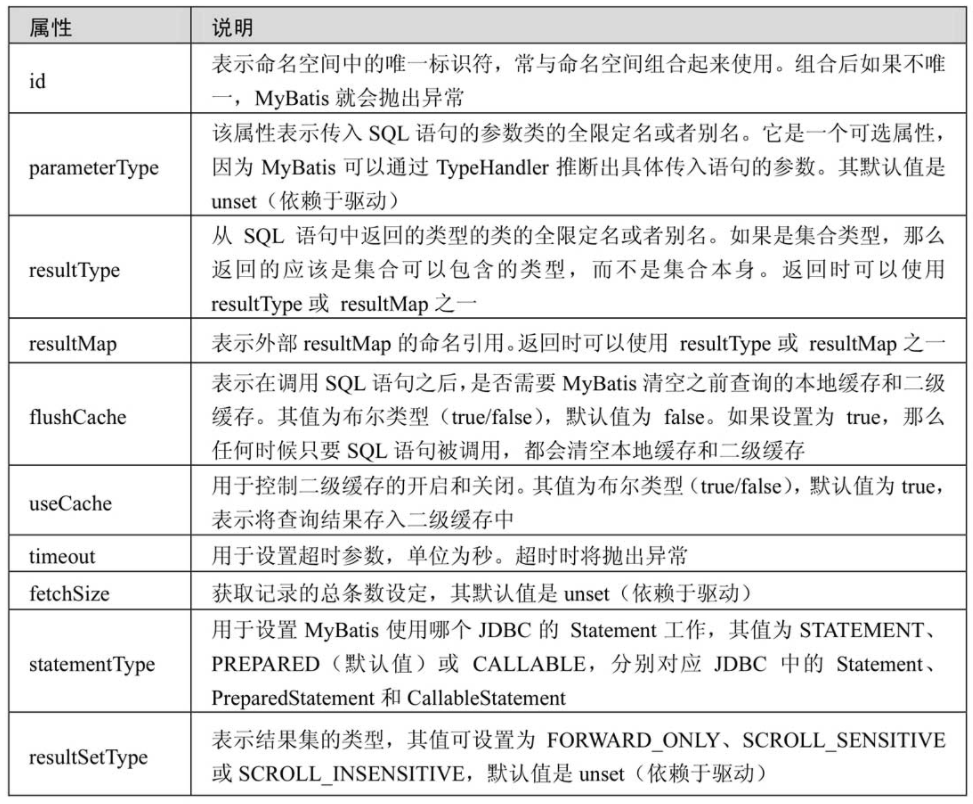 属性 说明
id
表示命名空间中的唯一标识符，常与命名空间组合起来使用。组合后如果不唯
一，MyBatis 就会抛出异常
parameterType
该属性表示传入 SQL 语句的参数类的全限定名或者别名。它是一个可选属性，
因为 MyBatis 可以通过 TypeHandler 推断出具体传入语句的参数。其默认值是
unset（依赖于驱动）
resultType
从 SQL 语句中返回的类型的类的全限定名或者别名。如果是集合类型，那么
返回的应该是集合可以包含的类型，而不是集合本身。返回时可以使用
resultType 或 resultMap 之一
resultMap
表示外部 resultMap 的命名引用。返回时可以使用 resultType 或 resultMap 之一
flushCache
表示在调用 SQL 语句之后，是否需要 MyBatis 清空之前查询的本地缓存和二级
缓存。其值为布尔类型（true/false），默认值为 false。如果设置为 true，那么
任何时候只要 SQL 语句被调用，都会清空本地缓存和二级缓存
useCache
用于控制二级缓存的开启和关闭。其值为布尔类型（true/false），默认值为 true，
表示将查询结果存入二级缓存中
timeout
用于设置超时参数，单位为秒。超时时将抛出异常
fetchSize
获取记录的总条数设定，其默认值是 unset（依赖于驱动）
statementType
用于设置 MyBatis 使用哪个 JDBC 的 Statement 工作，其值为 STATEMENT、
PREPARED（默认值）或 CALLABLE，分别对应 JDBC 中的 Statement、
PreparedStatement 和 CallableStatement
resultSetType
表示结果集的类型，其值可设置为 FORWARD_ONLY、SCROLL_SENSITIVE
或 SCROLL_INSENSITIVE，默认值是 unset（依赖于驱动）